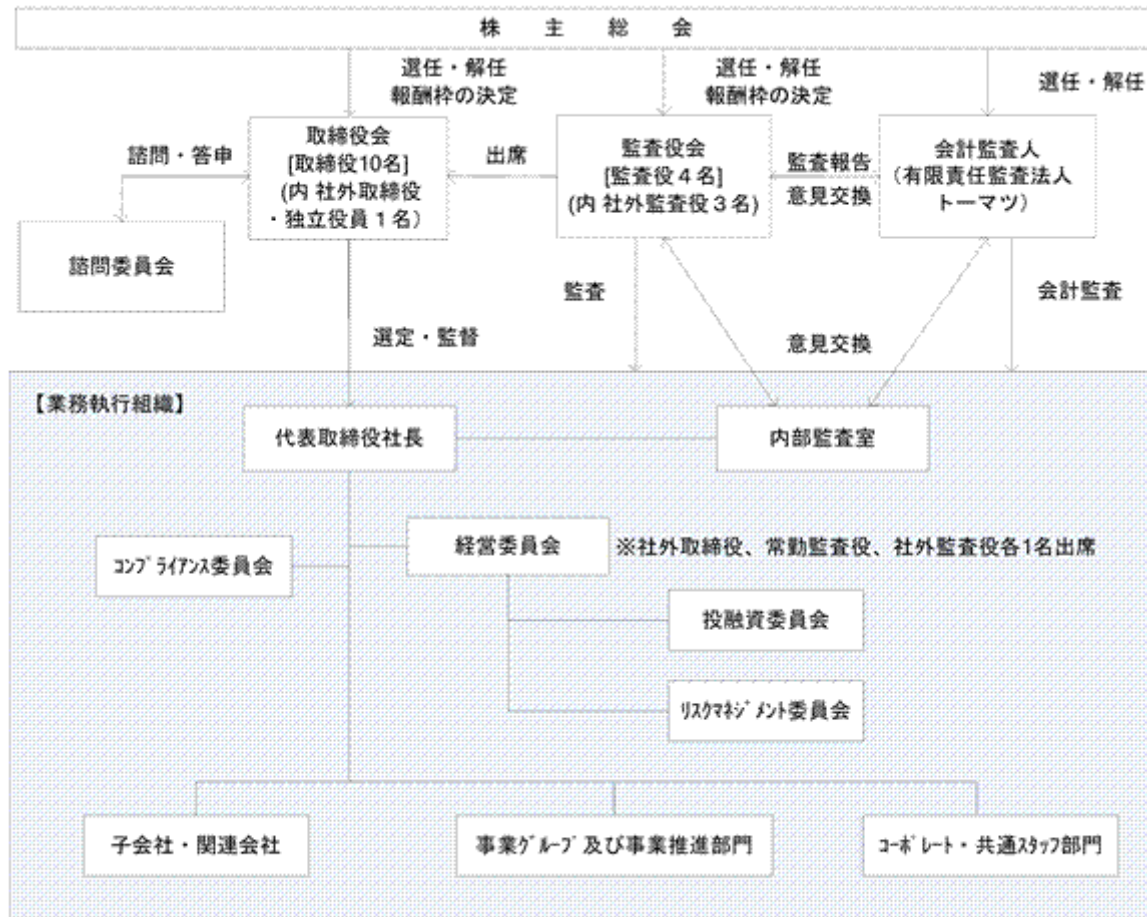 株 主 総 会
選任・解任
報酬枠の決定
選任・解任
報酬枠の決定
選任・解任
取締役会
[取締役10名]
(内 社外取締役
・独立役員１名)
諮問・答申
出席
監査役会
[監査役４名]
(内 社外監査役３名)
監査報告
意見交換
会計監査人
(有限責任監査法人
トーマツ)
諮問委員会
監査
会計監査
選定・監督
意見交換
【業務執行組織】
代表取締役社長
内部監査室
経営委員会
※社外取締役、常勤監査役、社外監査役各1名出席
ｺﾝﾌﾟﾗｲｱﾝｽ委員会
投融資委員会
ﾘｽｸﾏﾈｼﾞﾒﾝﾄ委員会
子会社・関連会社
事業ｸﾞﾙｰﾌﾟ及び事業推進部門
ｺｰﾎﾟﾚｰﾄ・共通ｽﾀｯﾌ部門